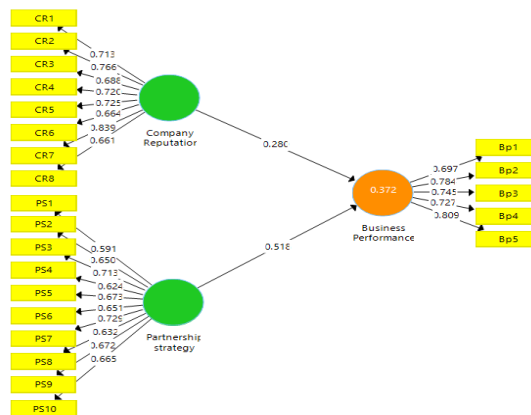 CR1
CR2
CR3
CR4
CR5
CR6
CR7
CR8
0.713
0.766
0.688
0.720
0.725
0.664
0.839
0.661
Company
Reputation
0.280
PS1
PS2
PS3
PS4
PS5
PS6
PS7
PS8
PS9
PS10
0.591
0.650
0.713
0.624
0.673
0.651
0.729
0.632
0.672
0.665
Partnership
strategy
0.518
0.372
Business
Performance
0.697
0.784
0.745
0.727
0.809
Bp1
Bp2
Bp3
Bp4
Bp5